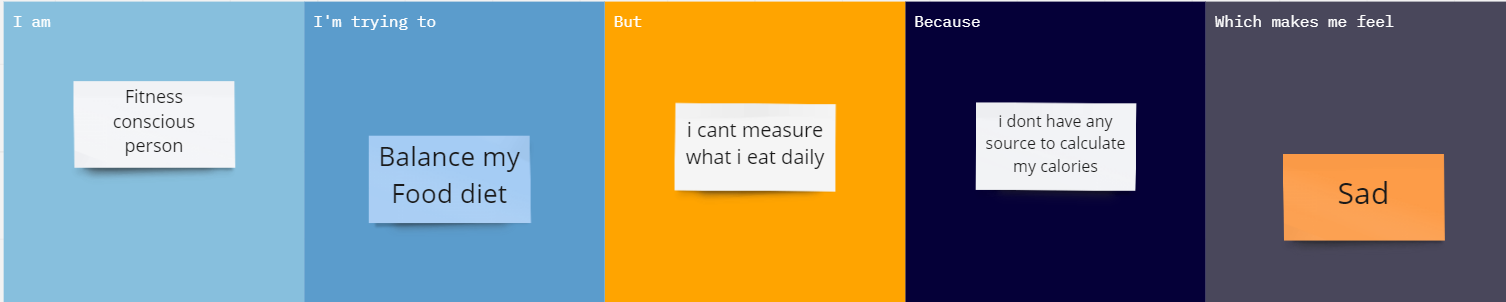 I am
Fitness
conscious
person
I'm trying to
Balance my
Food diet
But
i cant measure
what i eat daily
Because
i dont have any
source to calculate
my calories
Which makes me feel
Sad